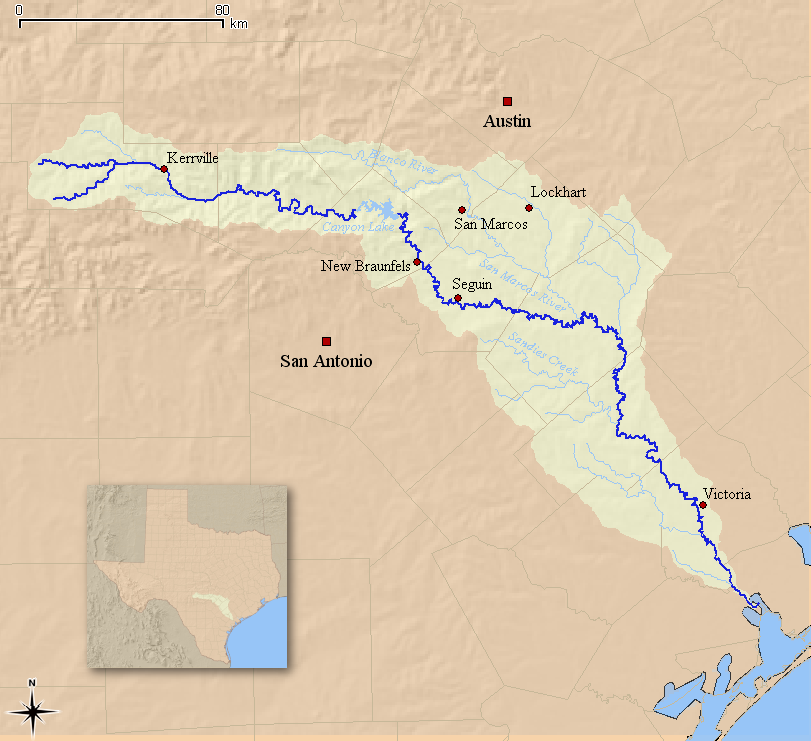 0 80
km
Austin
Blanco River
Kerrville
Lockhart
San Marcos
Canyon Lake
New Braunfels
San Marcos River
Seguin
Sandies Creek
San Antonio
Victoria
N